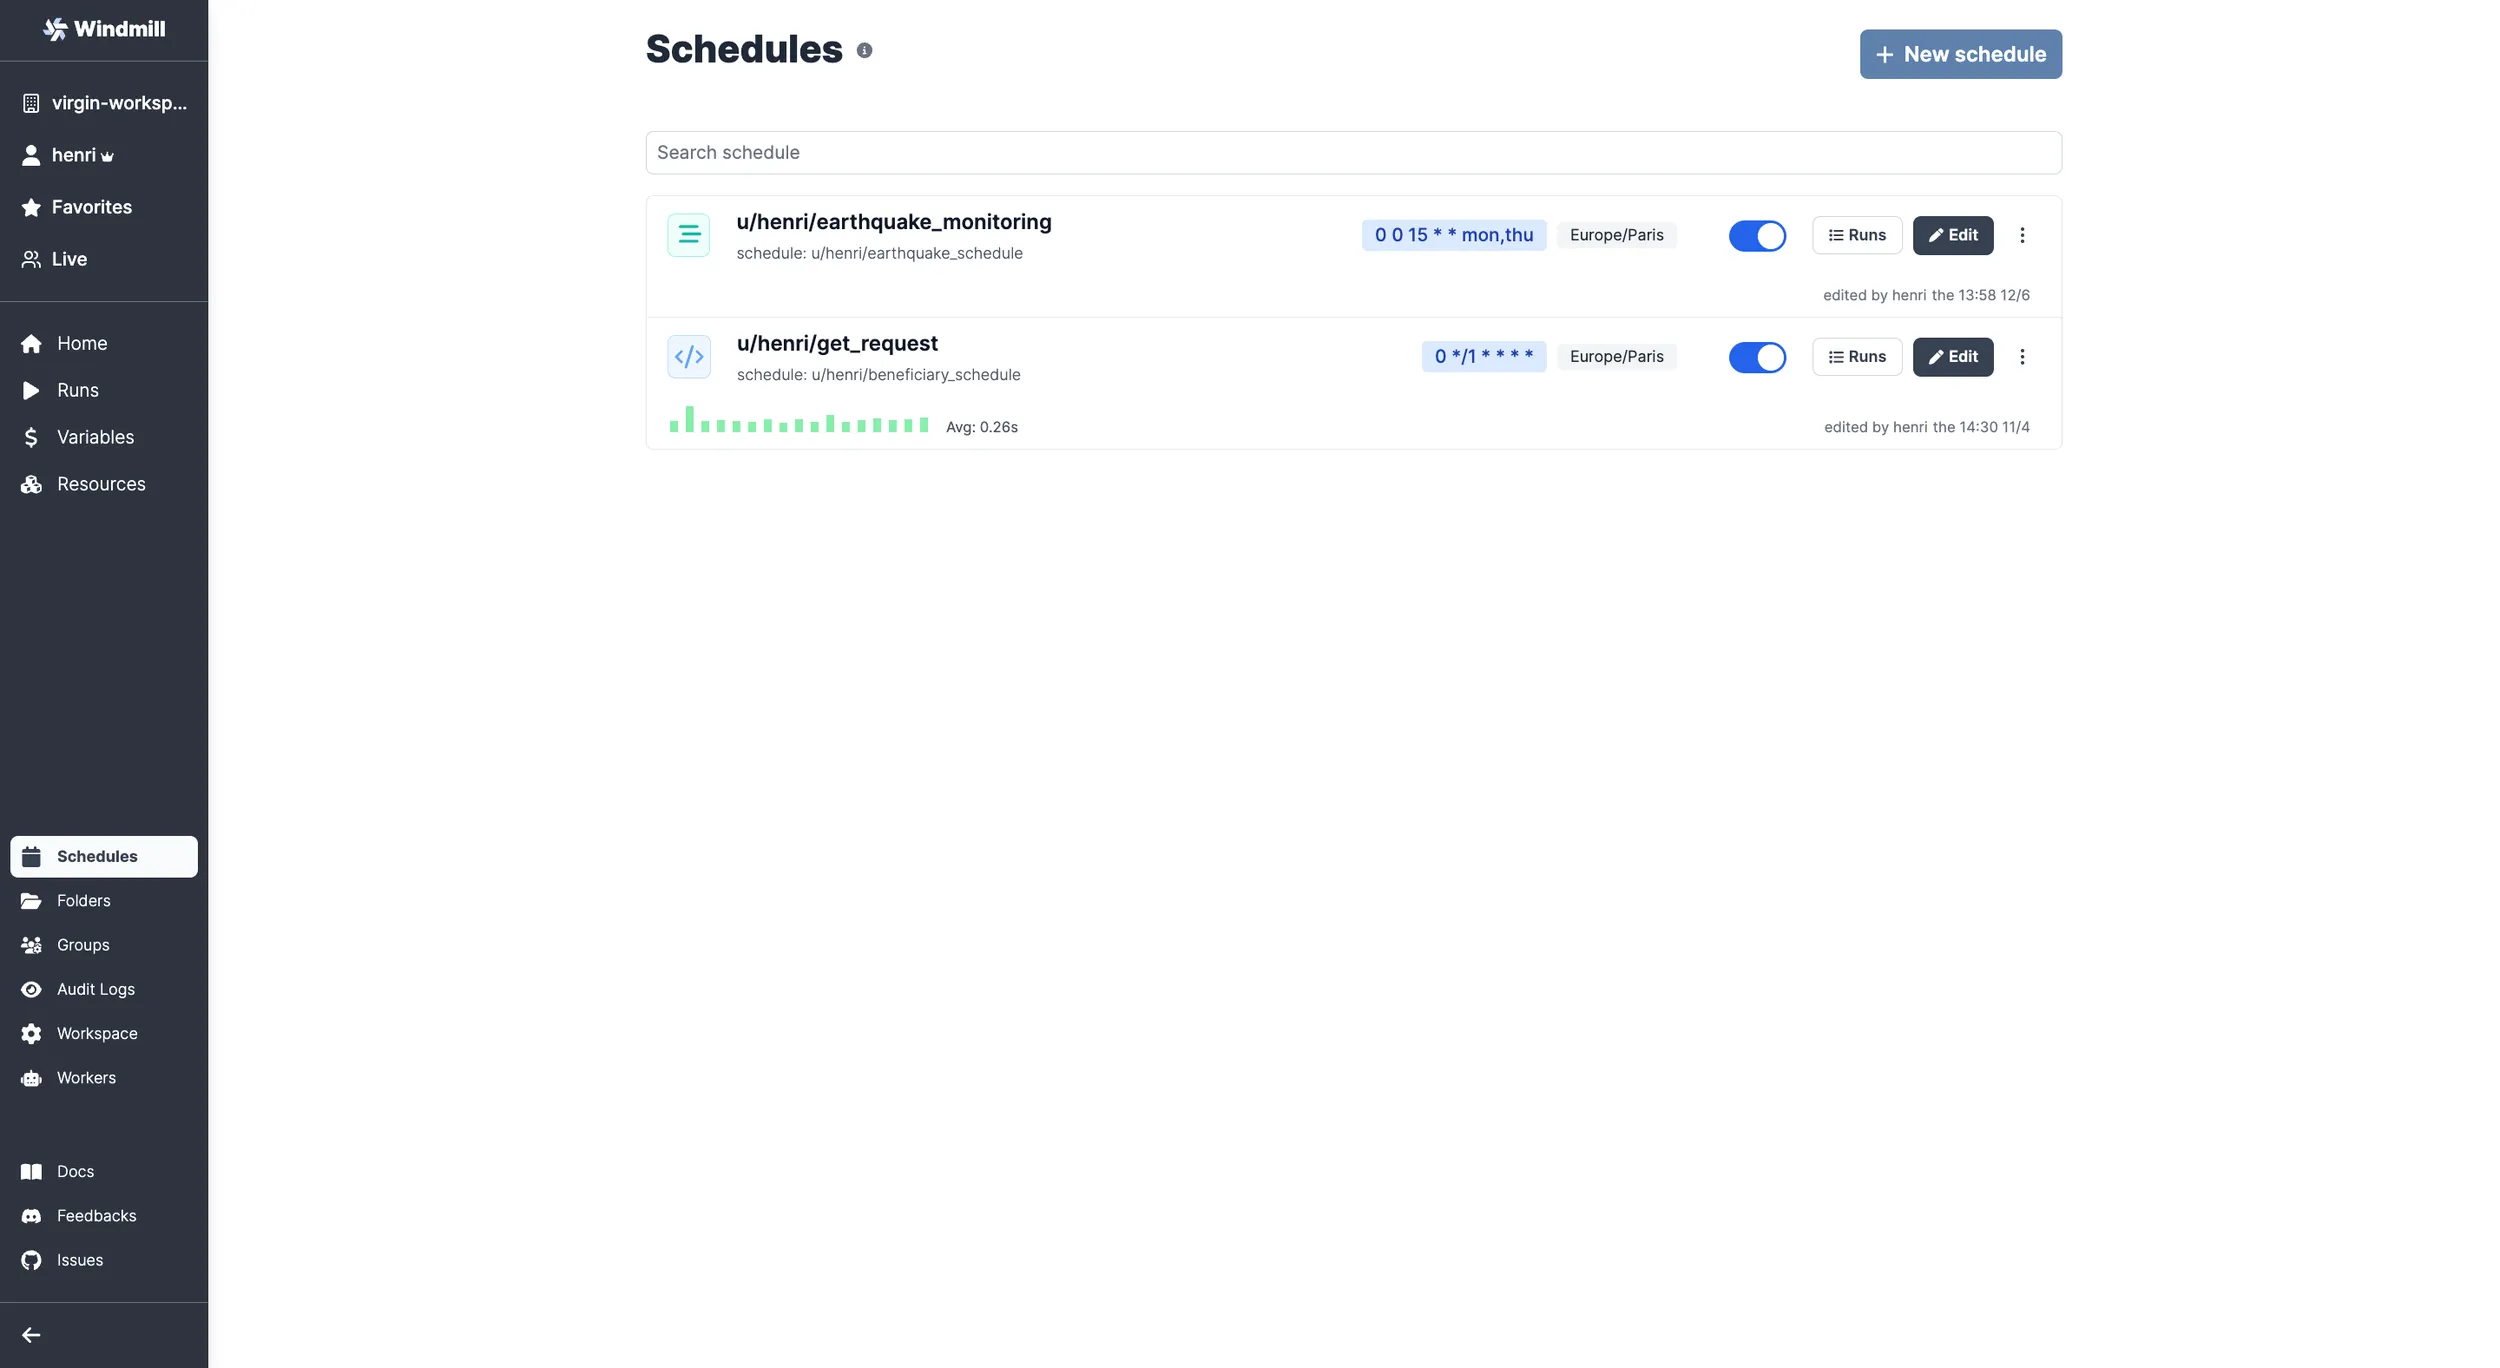 Windmill
virgin-worksp...
henri
Favorites
Live
Home
Runs
Variables
Resources
Schedules
Folders
Groups
Audit Logs
Workspace
Workers
Docs
Feedbacks
Issues
Schedules
New schedule
Search schedule
u/henri/earthquake_monitoring
schedule: u/henri/earthquake_schedule
0 0 15 * * mon,thu
Europe/Paris
Runs
Edit
edited by henri the 13:58 12/6
u/henri/get_request
schedule: u/henri/beneficiary_schedule
0 */1 * * * *
Europe/Paris
Runs
Edit
Avg: 0.26s
edited by henri the 14:30 11/4